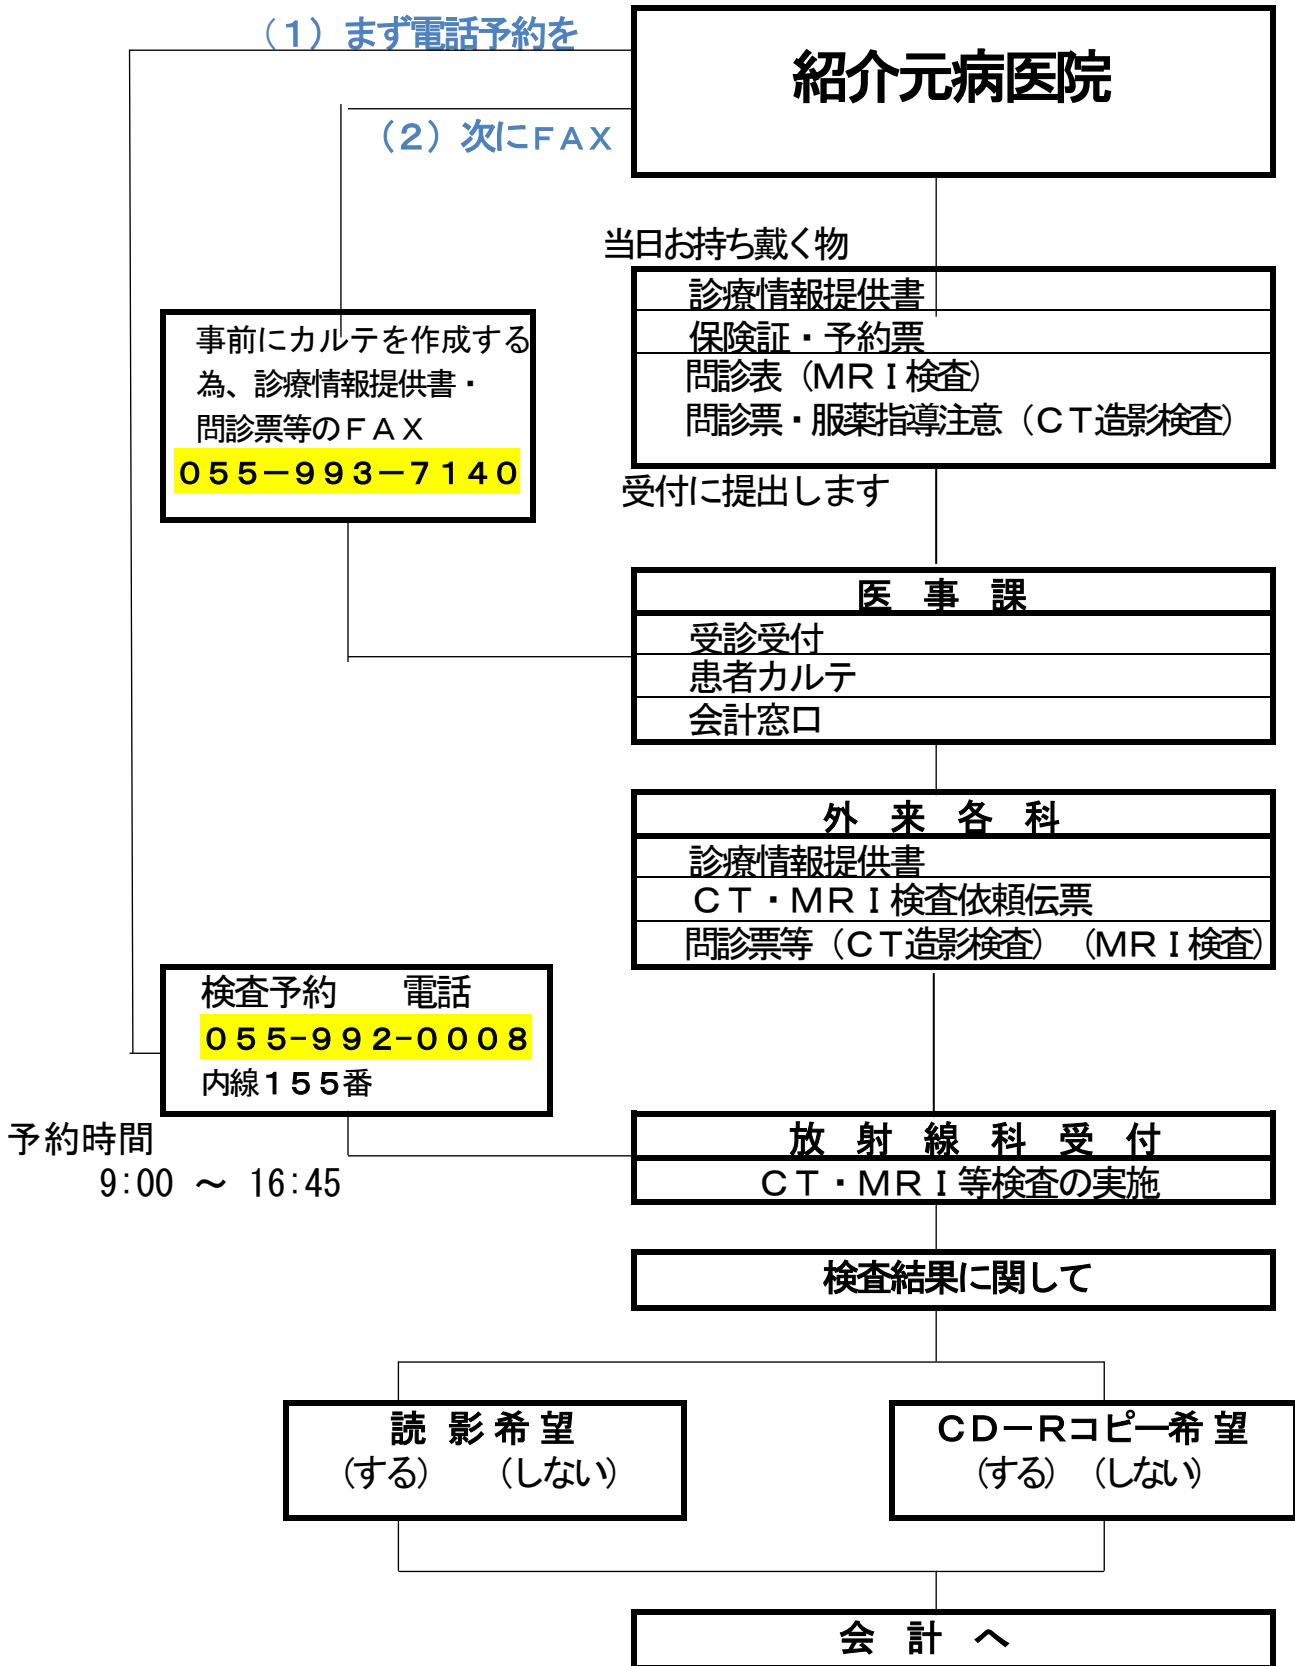 （１）まず電話予約を
紹介元病医院
（２）次にＦＡＸ
当日お持ち戴く物
診療情報提供書
保険証・予約票
問診表（ＭＲＩ検査）
問診票・服薬指導注意（ＣＴ造影検査）
事前にカルテを作成する
為、診療情報提供書・
問診票等のＦＡＸ
０５５－９９３－７１４０
受付に提出します
医　事　課
受診受付
患者カルテ
会計窓口
外　来　各　科
診療情報提供書
ＣＴ・ＭＲＩ検査依頼伝票
問診票等（ＣＴ造影検査）（ＭＲＩ検査）
検査予約　　電話
０５５-９９２-０００８
内線１５５番
予約時間
9:00 ～ 16:45
放　射　線　科　受　付
ＣＴ・ＭＲＩ等検査の実施
検査結果に関して
読 影 希 望
（する）　（しない）
ＣＤ－Ｒコピー希 望
（する）（しない）
会　計　へ